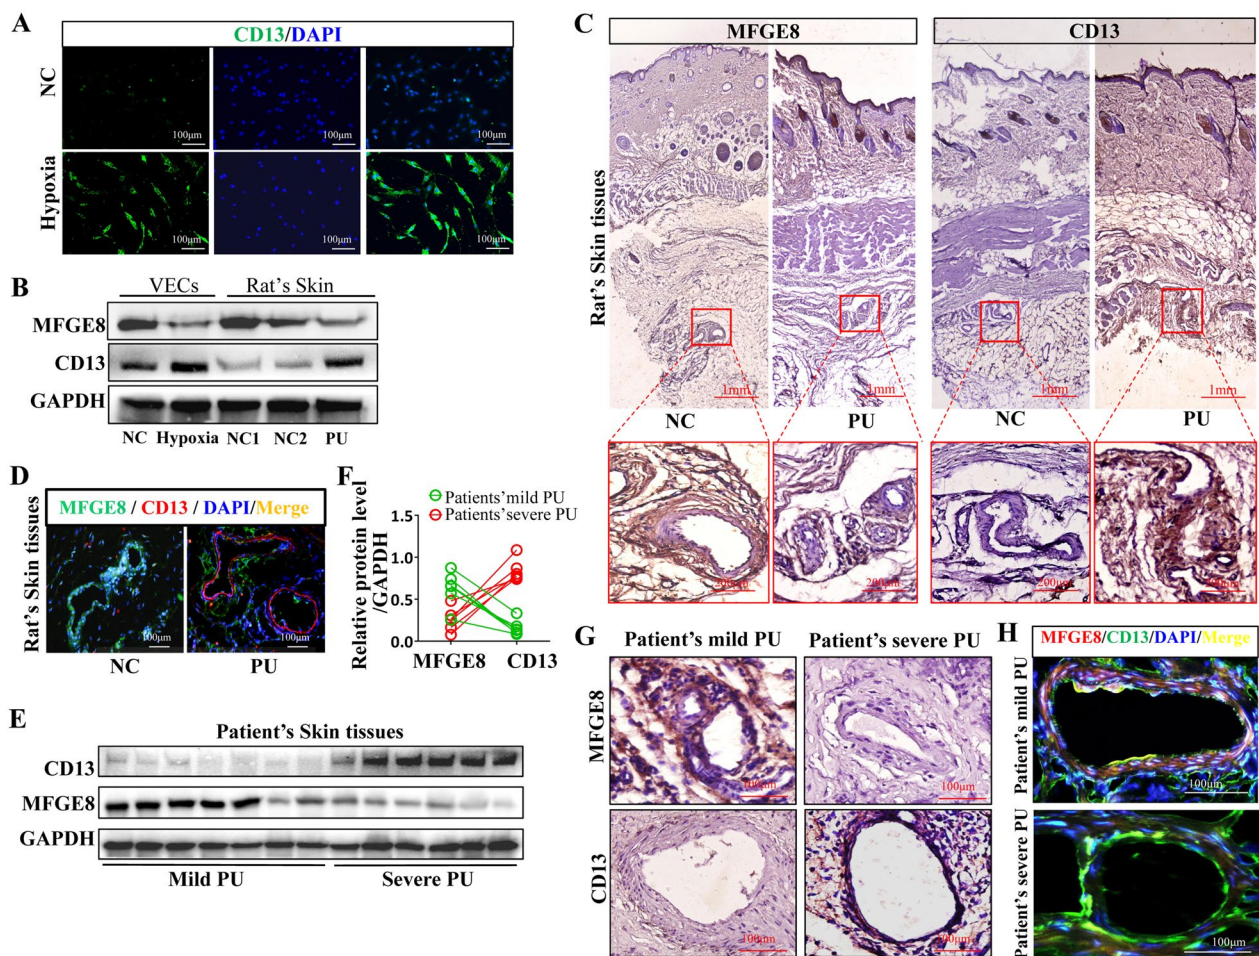 A
CD13/DAPI
NC
100μm
100μm
100μm
Hypoxia
100μm
100μm
100μm
B
VECs
Rat's Skin
MFGE8
CD13
GAPDH
NC
Hypoxia
NC1
NC2
PU
C
MFGE8
CD13
Rat's Skin tissues
1mm
1mm
1mm
1mm
NC
PU
NC
PU
200μm
200μm
200μm
200μm
D
MFGE8 / CD13 / DAPI/Merge
Rat's Skin tissues
100μm
100μm
NC
PU
F
Patients'mild PU
Patients'severe PU
Relative protein level
/GAPDH
1.5
1.0
0.5
0.0
MFGE8
CD13
E
Patient's Skin tissues
CD13
MFGE8
GAPDH
Mild PU
Severe PU
G
Patient's mild PU
Patient's severe PU
MFGE8
100μm
100μm
CD13
100μm
100μm
H
MFGE8/CD13/DAPI/Merge
Patient's mild PU
100μm
Patient's severe PU
100μm